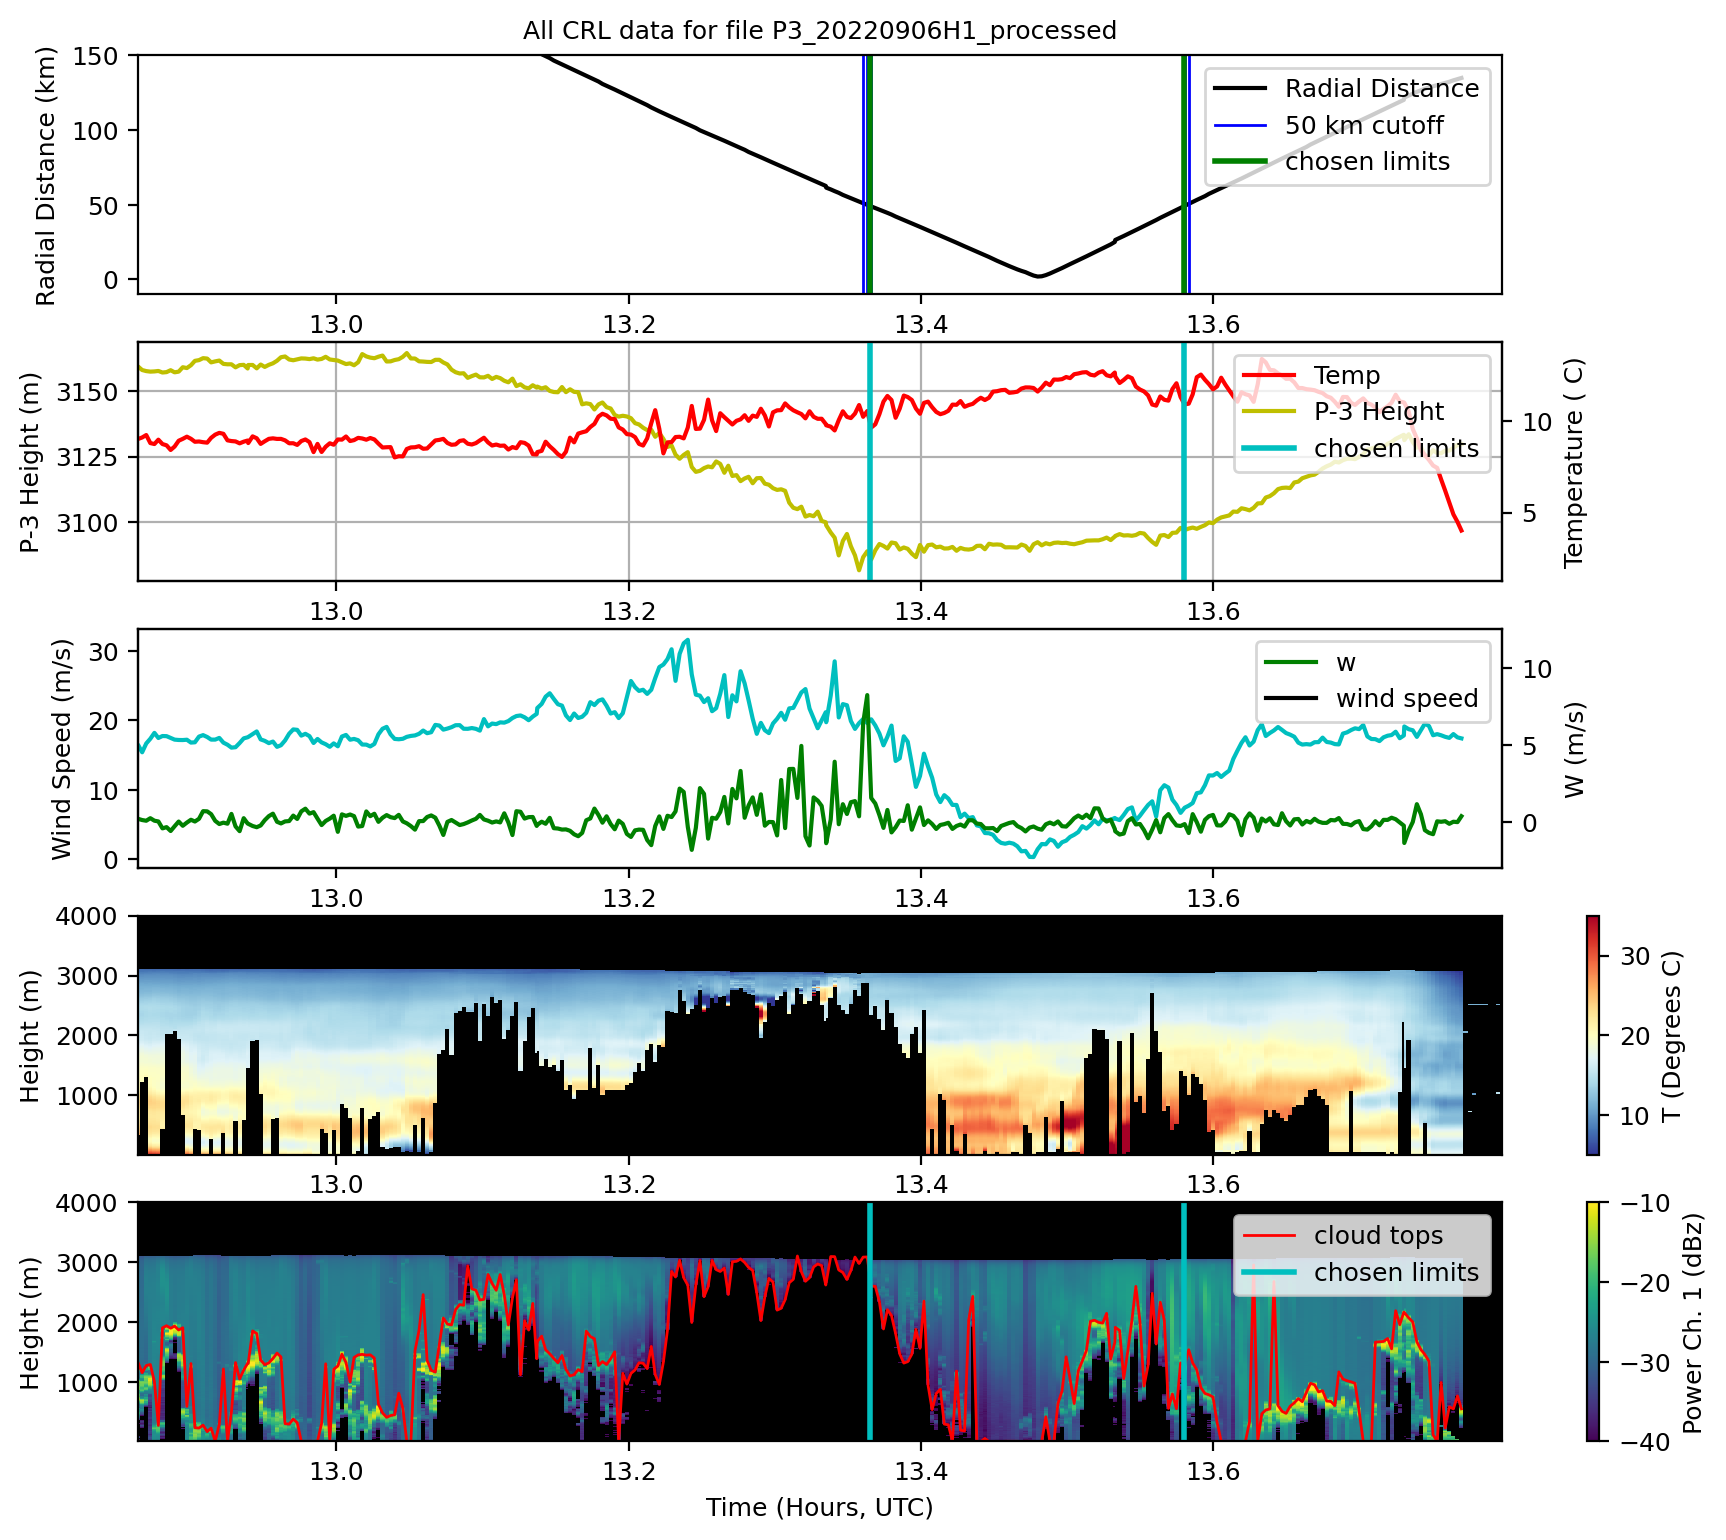 All CRL data for file P3_20220906H1_processed
Radial Distance (km)
150
100
50
0
Radial Distance
50 km cutoff
chosen limits
13.0 13.2 13.4 13.6
P-3 Height (m)
3150
3125
3100
Temp
P-3 Height
chosen limits
10
5
Temperature ( C)
13.0 13.2 13.4 13.6
Wind Speed (m/s)
30
20
10
0
w
wind speed
10
5
0
W (m/s)
13.0 13.2 13.4 13.6
Height (m)
4000
3000
2000
1000
30
20
10
T (Degrees C)
13.0 13.2 13.4 13.6
Height (m)
4000
3000
2000
1000
cloud tops
chosen limits
−10
−20
−30
−40
Power Ch. 1 (dBz)
13.0 13.2 13.4 13.6
Time (Hours, UTC)